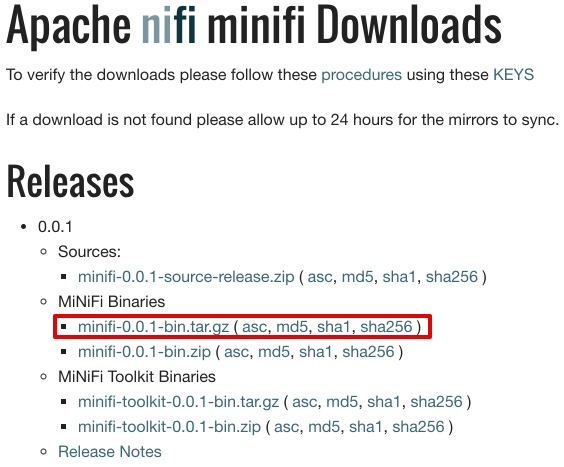 Apache nifi minifi Downloads
To verify the downloads please follow these procedures using these KEYS
If a download is not found please allow up to 24 hours for the mirrors to sync.
Releases
• 0.0.1
○ Sources:
▪ minifi-0.0.1-source-release.zip ( asc, md5, sha1, sha256 )
○ MiNiFi Binaries
▪ minifi-0.0.1-bin.tar.gz ( asc, md5, sha1, sha256 )
▪ minifi-0.0.1-bin.zip ( asc, md5, sha1, sha256 )
○ MiNiFi Toolkit Binaries
▪ minifi-toolkit-0.0.1-bin.tar.gz ( asc, md5, sha1, sha256 )
▪ minifi-toolkit-0.0.1-bin.zip ( asc, md5, sha1, sha256 )
○ Release Notes